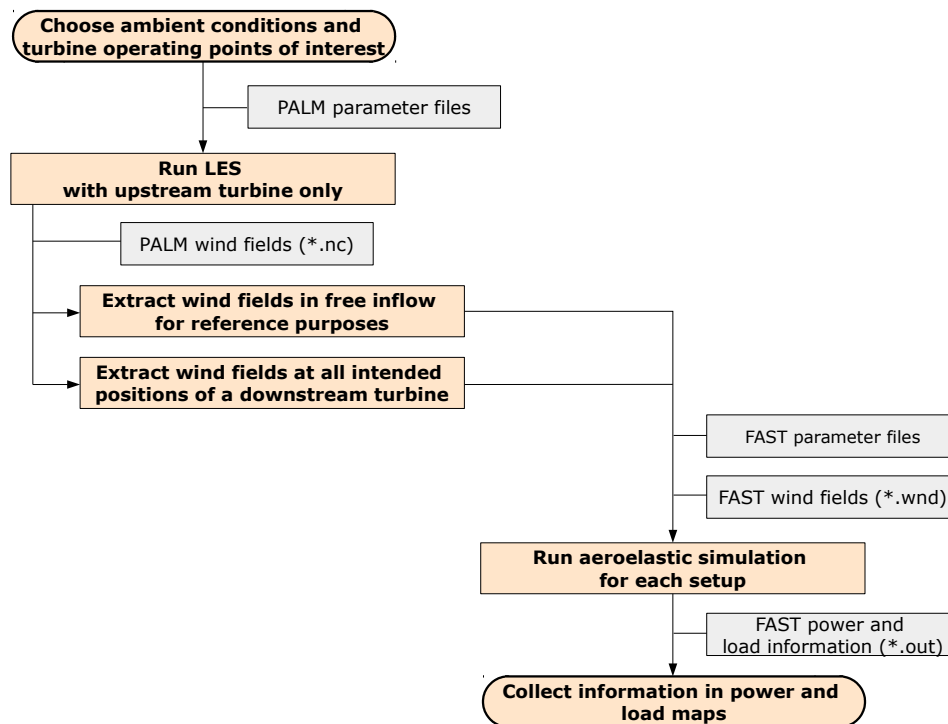 Choose ambient conditions and
turbine operating points of interest
PALM parameter files
Run LES
with upstream turbine only
PALM wind fields (*.nc)
Extract wind fields in free inflow
for reference purposes
Extract wind fields at all intended
positions of a downstream turbine
FAST parameter files
FAST wind fields (*.wnd)
Run aeroelastic simulation
for each setup
FAST power and
load information (*.out)
Collect information in power and
load maps